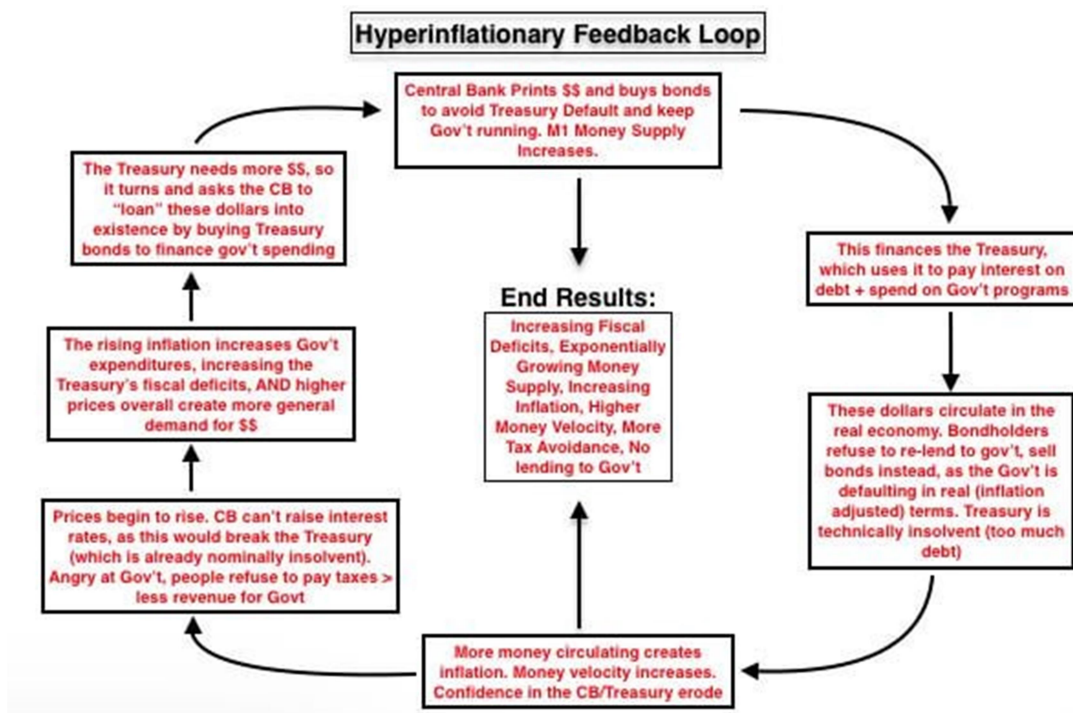 Hyperinflationary Feedback Loop
Central Bank Prints $$ and buys bonds
to avoid Treasury Default and keep
Gov't running. M1 Money Supply
Increases.
This finances the Treasury,
which uses it to pay interest on
debt + spend on Gov't programs
These dollars circulate in the
real economy. Bondholders
refuse to re-lend to gov't, sell
bonds instead, as the Gov't is
defaulting in real (inflation
adjusted) terms. Treasury is
technically insolvent (too much
debt)
More money circulating creates
inflation. Money velocity increases.
Confidence in the CB/Treasury erode
Prices begin to rise. CB can't raise interest
rates, as this would break the Treasury
(which is already nominally insolvent).
Angry at Gov't, people refuse to pay taxes >
less revenue for Govt
The rising inflation increases Gov't
expenditures, increasing the
Treasury's fiscal deficits, AND higher
prices overall create more general
demand for $$
The Treasury needs more $$, so
it turns and asks the CB to
"loan" these dollars into
existence by buying Treasury
bonds to finance gov't spending
End Results:
Increasing Fiscal
Deficits, Exponentially
Growing Money
Supply, Increasing
Inflation, Higher
Money Velocity, More
Tax Avoidance, No
lending to Gov't